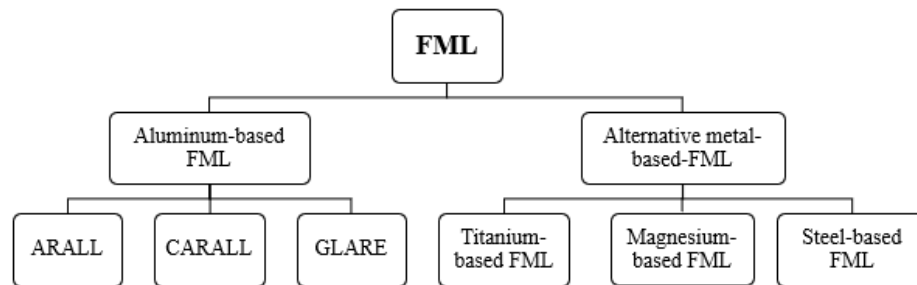 FML
Aluminum-based
FML
Alternative metal-
based-FML
ARALL
CARALL
GLARE
Titanium-
based FML
Magnesium-
based FML
Steel-based
FML